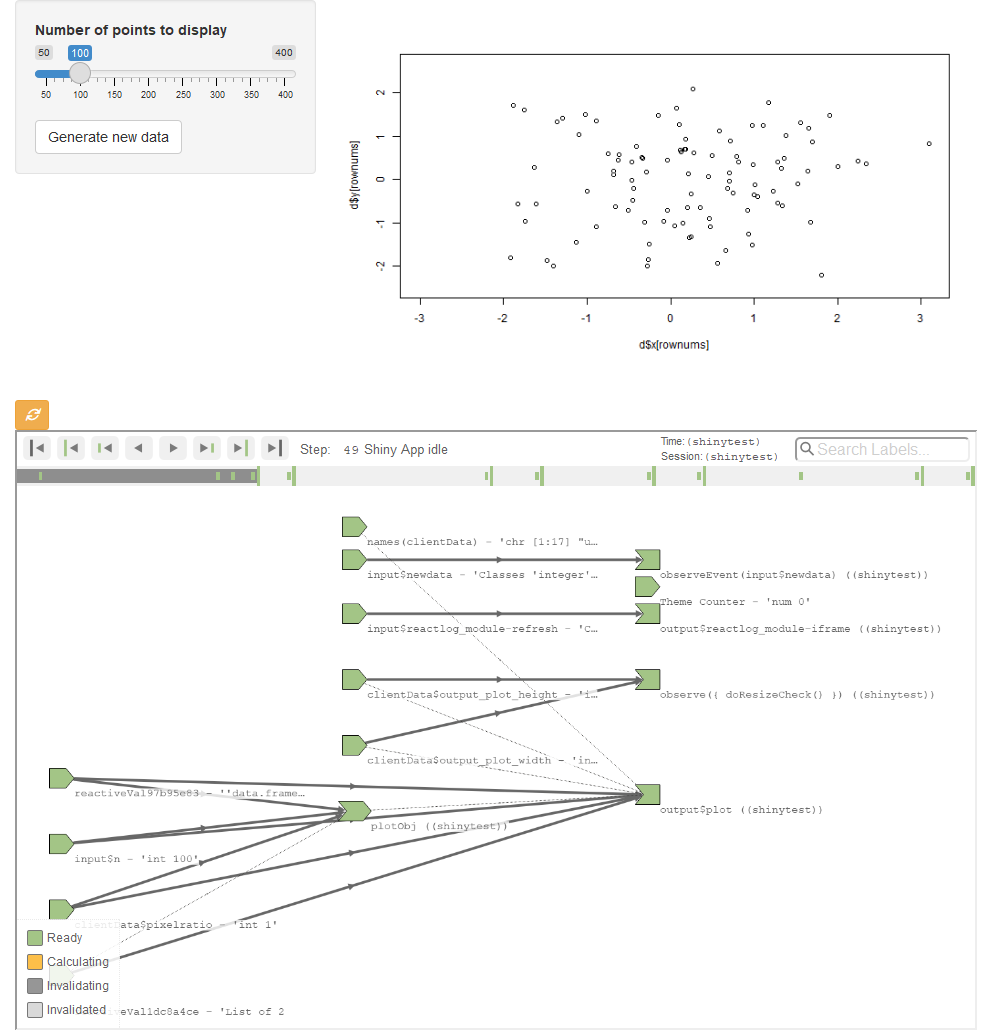 Number of points to display
50 100 400
50 100 150 200 250 300 350 400
Generate new data
2
1
0
-1
-2
d$y[rownums]
-3 -2 -1 0 1 2 3
d$x[rownums]
Step: 49 Shiny App idle
Time: (shinytest)
Session: (shinytest)
Search Labels...
names(clientData) - 'chr [1:17] "u…
input$newdata - 'Classes 'integer'…
observeEvent(input$newdata) ((shinytest))
Theme Counter - 'num 0'
input$reactlog_module-refresh - 'C…
output$reactlog_module-iframe ((shinytest))
clientData$output_plot_height - 'i…
observe({ doResizeCheck() }) ((shinytest))
clientData$output_plot_width - 'in…
reactiveVal97b95e83 - ''data.frame…
output$plot ((shinytest))
plotObj ((shinytest))
input$n - 'int 100'
clientData$pixelratio - 'int 1'
Ready
Calculating
Invalidating
Invalidated
veVal1dc8a4ce - 'List of 2